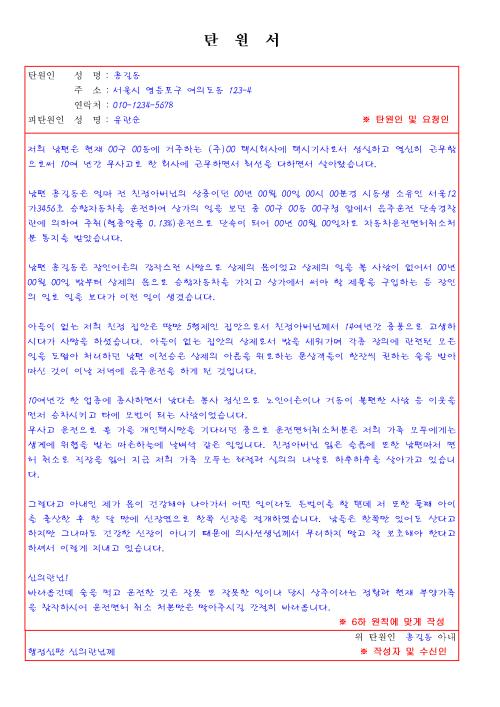 탄 원 서
탄원인 성 명 : 홍길동
주 소 : 서울시 영등포구 여의도동 123-4
연락처 : 010-1234-5678
피탄원인 성 명 : 유관순 ※ 탄원인 및 요청인
저희 남편은 현재 00구 00동에 거주하는 (주)00 택시회사에 택시기사로서 성실하고 열심히 근무함
으로써 10여 년간 무사고로 한 회사에 근무하면서 최선을 다하면서 살아왔습니다.
남편 홍길동은 얼마 전 친정아버님의 상중이던 00년 00월 00일 00시 00분경 처동생 소유인 서울12
가3456호 승합자동차를 운전하여 상가의 일을 보던 중 00구 00동 00구청 앞에서 음주운전 단속경찰
관에 의하여 주취(혈중알콜 0.13%)운전으로 단속이 되어 00년 00월 00일자로 자동차운전면허취소처
분 통지를 받았습니다.
남편 홍길동은 장인어른의 갑작스런 사망으로 상제의 몸이었고 상제의 일을 볼 사람이 없어서 00년
00월 00일 밤부터 상제의 몸으로 승합자동차를 가지고 상가에서 써야 할 제물을 구입하는 등 장인
의 일로 일을 보다가 이런 일이 생겼습니다.
아들이 없는 저희 친정 집안은 딸만 5형제인 집안으로서 친정아버님께서 14여년간 중풍으로 고생하
시다가 사망을 하셨습니다. 아들이 없는 집안의 상제로서 밤을 세워가며 각종 장의에 관련된 모든
일을 도맡아 처리하던 남편 이천승은 상제의 아픔을 위로하는 문상객들이 한잔씩 권하는 술을 받아
마신 것이 이날 저녁에 음주운전을 하게 된 것입니다.
10여년간 한 업종에 종사하면서 남다른 봉사 정신으로 노인어른이나 거동이 불편한 사람 등 이웃을
먼저 승차시키고 타에 모범이 되는 사람이었습니다.
무사고 운전으로 올 가을 개인택시만을 기다리던 중으로 운전면허취소처분은 저희 가족 모두에게는
생계에 위협을 받는 마른하늘에 날벼락 같은 일입니다. 친정아버님 잃은 슬픔에 또한 남편마저 면
허 취소로 직장을 잃어 지금 저희 가족 모두는 좌절과 실의의 나날로 하루하루를 살아가고 있습니
다.
그렇다고 아내인 제가 몸이 건강해야 나아가서 어떤 일이라도 돈벌이를 할 텐데 저 또한 둘째 아이
를 출산한 후 한 달 만에 신장염으로 한쪽 신장을 절개하였습니다. 남들은 한쪽만 있어도 산다고
하지만 그나마도 건강한 신장이 아니기 때문에 의사선생님께서 무리하지 말고 잘 보호해야 한다고
하셔서 이렇게 지내고 있습니다.
심의관님!
바라옵건데 술을 먹고 운전한 것은 잘못 또 잘못한 일이나 당시 상주이라는 정황과 현재 부양가족
을 참작하시어 운전면허 취소 처분만은 말아주시길 간절히 바라옵니다.
※ 6하 원칙에 맞게 작성
위 탄원인 홍길동 아내
행정심판 심의관님께 ※ 작성자 및 수신인